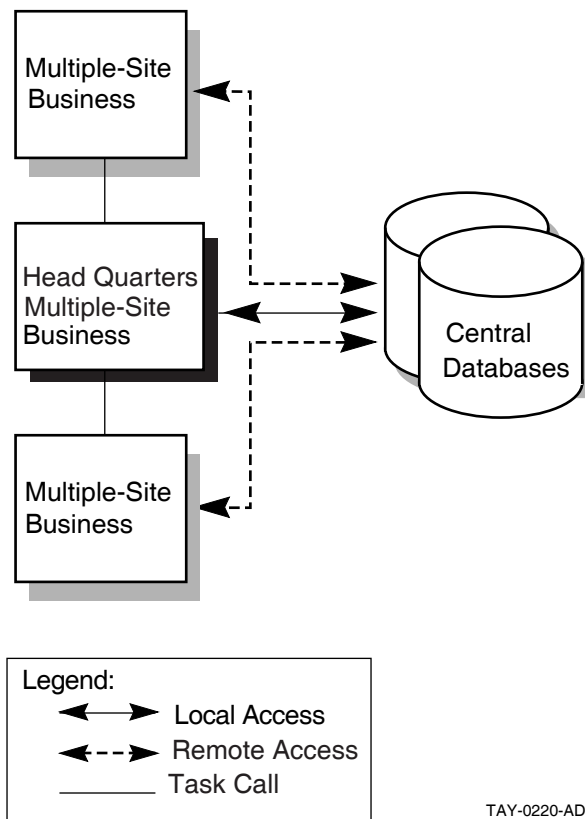 Multiple-Site
Business
Head Quarters
Multiple-Site
Business
Central
Databases
Multiple-Site
Business
Legend:
Local Access
Remote Access
Task Call
TAY-0220-AD